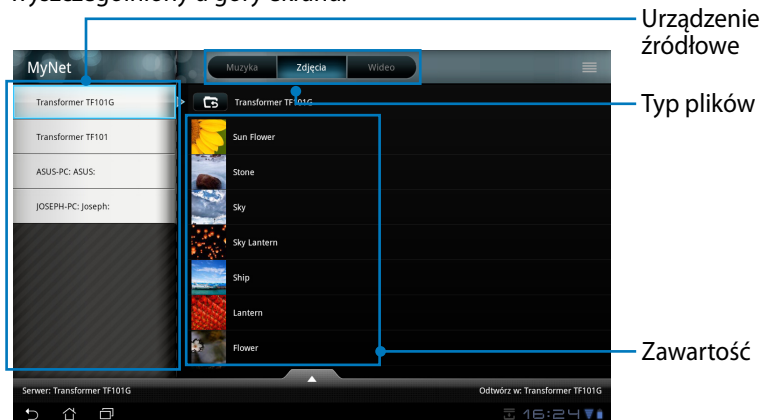 wyszczególniony u góry ekranu.
Urządzenie
źródłowe
MyNet
Muzyka
Zdjęcia
Wideo
Typ plików
Transformer TF101G
Transformer TF101G
Transformer TF101
Sun Flower
ASUS-PC: ASUS:
Stone
JOSEPH-PC: Joseph:
Sky
Sky Lantern
Ship
Lantern
Flower
Zawartość
Serwer: Transformer TF101G
Odtwórz w: Transformer TF101G
16:24